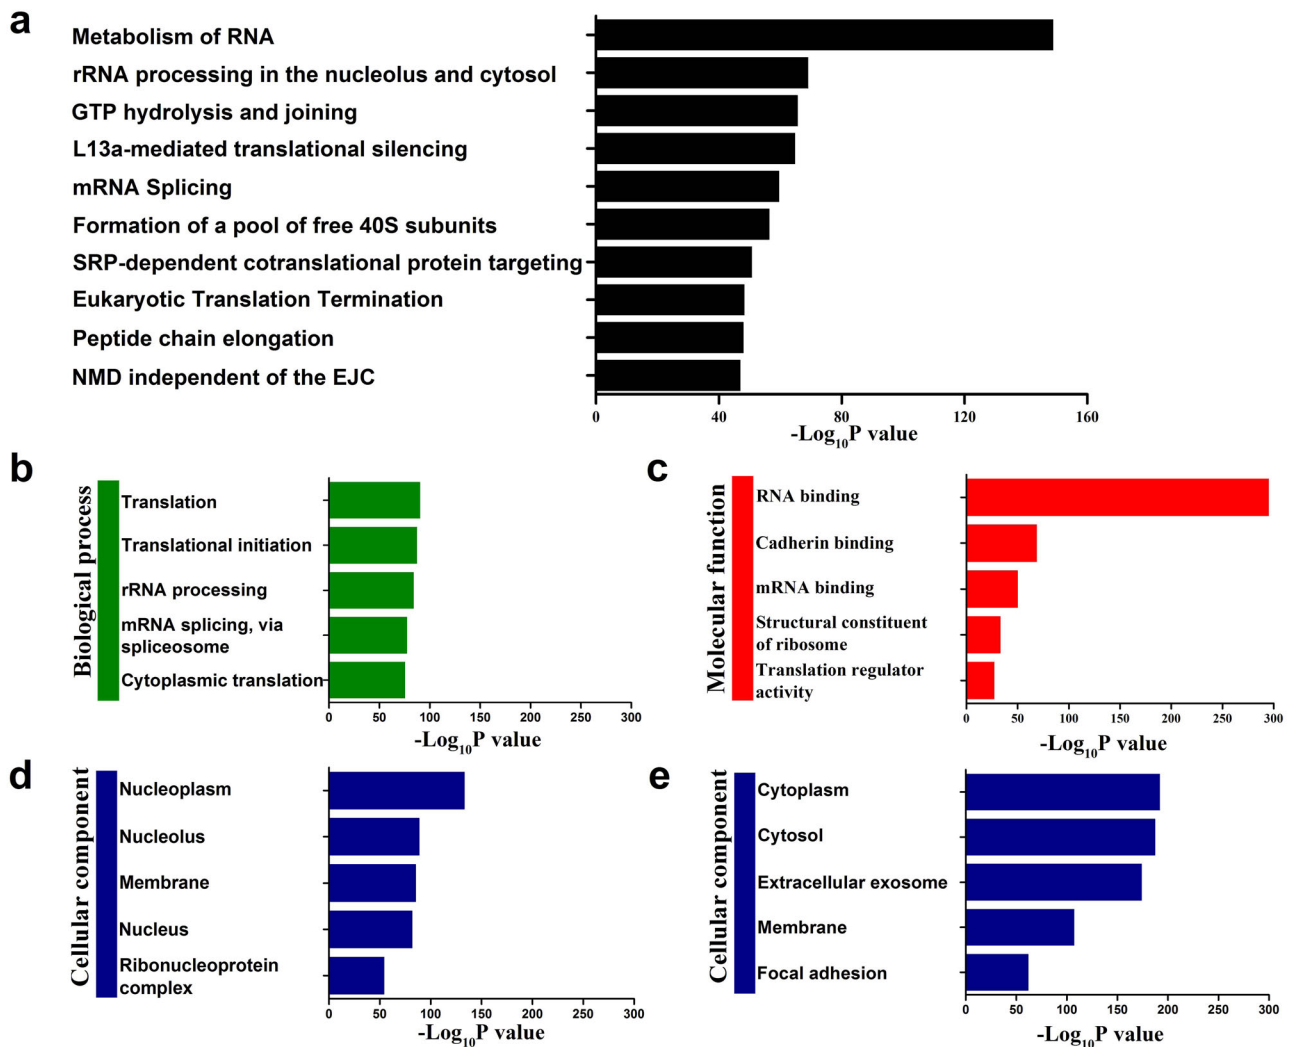 a
Metabolism of RNA
rRNA processing in the nucleolus and cytosol
GTP hydrolysis and joining
L13a-mediated translational silencing
mRNA Splicing
Formation of a pool of free 40S subunits
SRP-dependent cotranslational protein targeting
Eukaryotic Translation Termination
Peptide chain elongation
NMD independent of the EJC
0 40 80 120 160
-Log10P value
b
Biological process
Translation
Translational initiation
rRNA processing
mRNA splicing, via
spliceosome
Cytoplasmic translation
0 50 100 150 200 250 300
-Log10P value
c
Molecular function
RNA binding
Cadherin binding
mRNA binding
Structural constituent
of ribosome
Translation regulator
activity
0 50 100 150 200 250 300
-Log10P value
d
Cellular component
Nucleoplasm
Nucleolus
Membrane
Nucleus
Ribonucleoprotein
complex
0 50 100 150 200 250 300
-Log10P value
e
Cellular component
Cytoplasm
Cytosol
Extracellular exosome
Membrane
Focal adhesion
0 50 100 150 200 250 300
-Log10P value